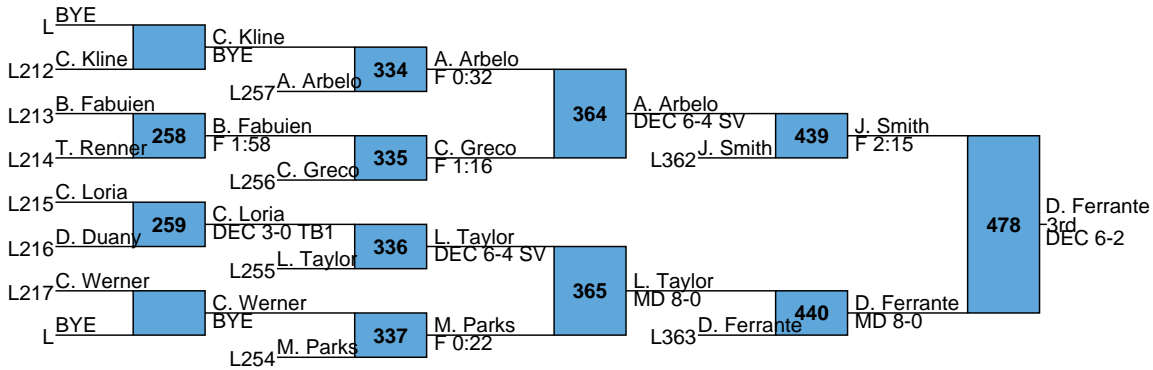 BYE
L
C. Kline
BYE
L212 C. Kline
334
A. Arbelo
F 0:32
L257 A. Arbelo
L213 B. Fabuien
258
B. Fabuien
F 1:58
L214 T. Renner
335
C. Greco
F 1:16
L256 C. Greco
364
A. Arbelo
DEC 6-4 SV
L362 J. Smith
439
J. Smith
F 2:15
L215 C. Loria
259
C. Loria
DEC 3-0 TB1
L216 D. Duany
336
L. Taylor
DEC 6-4 SV
L255 L. Taylor
L217 C. Werner
C. Werner
BYE
BYE
L
337
M. Parks
F 0:22
L254 M. Parks
365
L. Taylor
MD 8-0
L363 D. Ferrante
440
D. Ferrante
MD 8-0
478
D. Ferrante
3rd
DEC 6-2